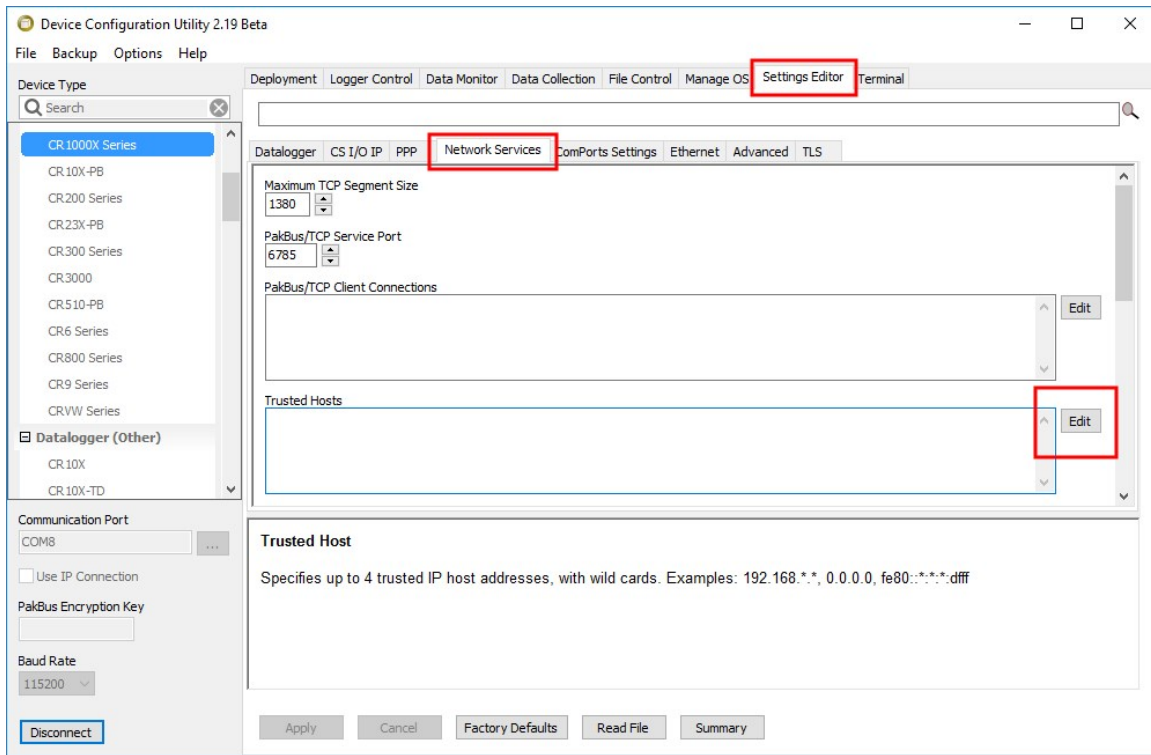 Device Configuration Utility 2.19 Beta
File Backup Options Help
Device Type
Search
CR1000X Series
CR10X-PB
CR200 Series
CR23X-PB
CR300 Series
CR3000
CR510-PB
CR6 Series
CR800 Series
CR9 Series
CRVW Series
Datalogger (Other)
CR10X
CR10X-TD
Communication Port
COM8
...
Use IP Connection
PakBus Encryption Key
Baud Rate
115200
Disconnect
Deployment Logger Control Data Monitor Data Collection File Control Manage OS Settings Editor Terminal
Datalogger CS I/O IP PPP Network Services ComPorts Settings Ethernet Advanced TLS
Maximum TCP Segment Size
1380
PakBus/TCP Service Port
6785
PakBus/TCP Client Connections
Edit
Trusted Hosts
Edit
Trusted Host
Specifies up to 4 trusted IP host addresses, with wild cards. Examples: 192.168.*.*, 0.0.0.0, fe80::*:*:*:dfff
Apply Cancel Factory Defaults Read File Summary